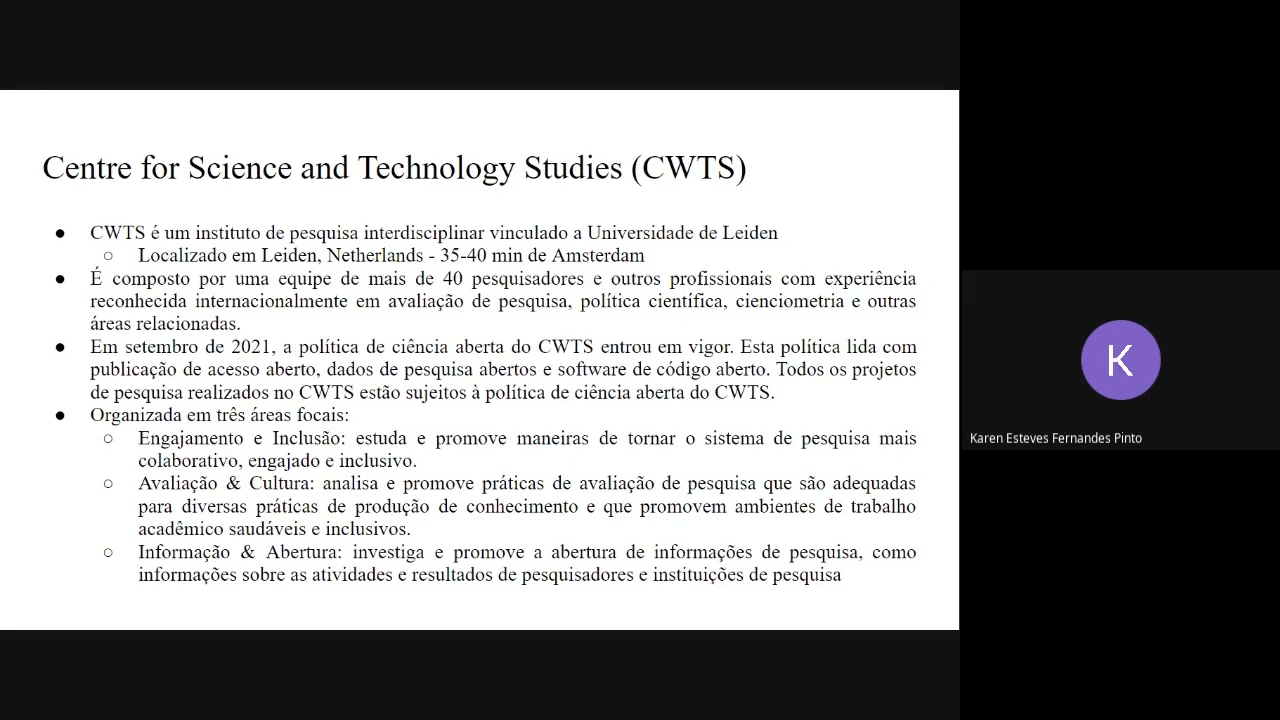 Centre for Science and Technology Studies (CWTS)
● CWTS é um instituto de pesquisa interdisciplinar vinculado a Universidade de Leiden
○ Localizado em Leiden, Netherlands - 35-40 min de Amsterdam
● É composto por uma equipe de mais de 40 pesquisadores e outros profissionais com experiência
reconhecida internacionalmente em avaliação de pesquisa, política científica, cienciometria e outras
áreas relacionadas.
● Em setembro de 2021, a política de ciência aberta do CWTS entrou em vigor. Esta política lida com
publicação de acesso aberto, dados de pesquisa abertos e software de código aberto. Todos os projetos
de pesquisa realizados no CWTS estão sujeitos à política de ciência aberta do CWTS.
● Organizada em três áreas focais:
○ Engajamento e Inclusão: estuda e promove maneiras de tornar o sistema de pesquisa mais
colaborativo, engajado e inclusivo.
○ Avaliação & Cultura: analisa e promove práticas de avaliação de pesquisa que são adequadas
para diversas práticas de produção de conhecimento e que promovem ambientes de trabalho
acadêmico saudáveis e inclusivos.
○ Informação & Abertura: investiga e promove a abertura de informações de pesquisa, como
informações sobre as atividades e resultados de pesquisadores e instituições de pesquisa
K
Karen Esteves Fernandes Pinto